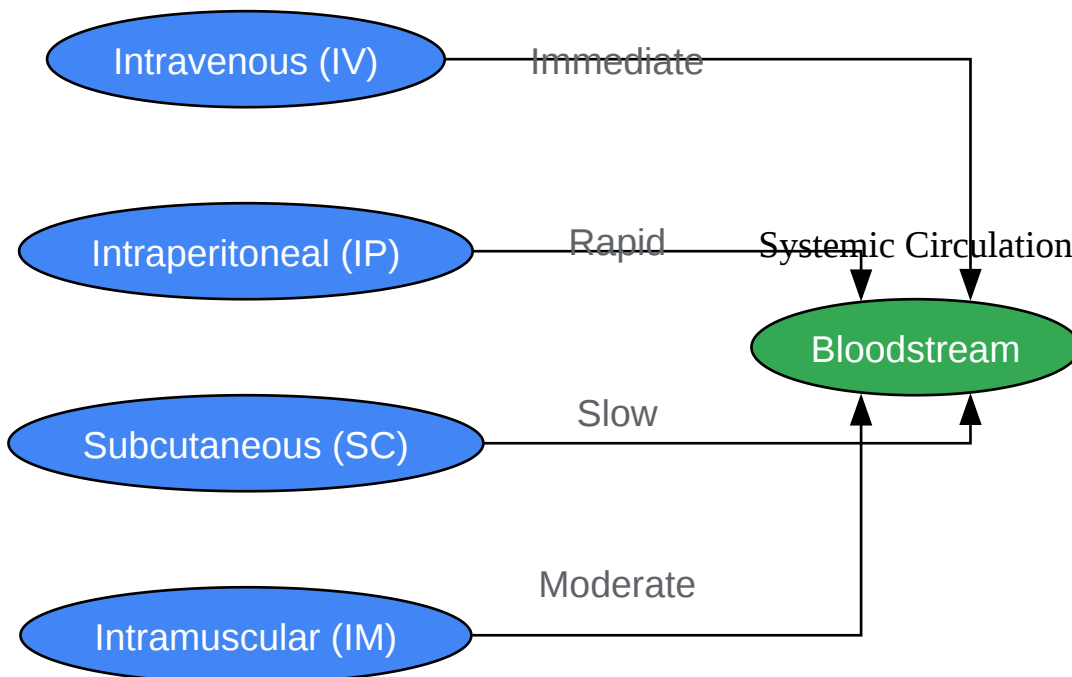 Intravenous (IV)
Immediate
Intraperitoneal (IP)
Rapid
Systemic Circulation
Bloodstream
Subcutaneous (SC)
Slow
Intramuscular (IM)
Moderate